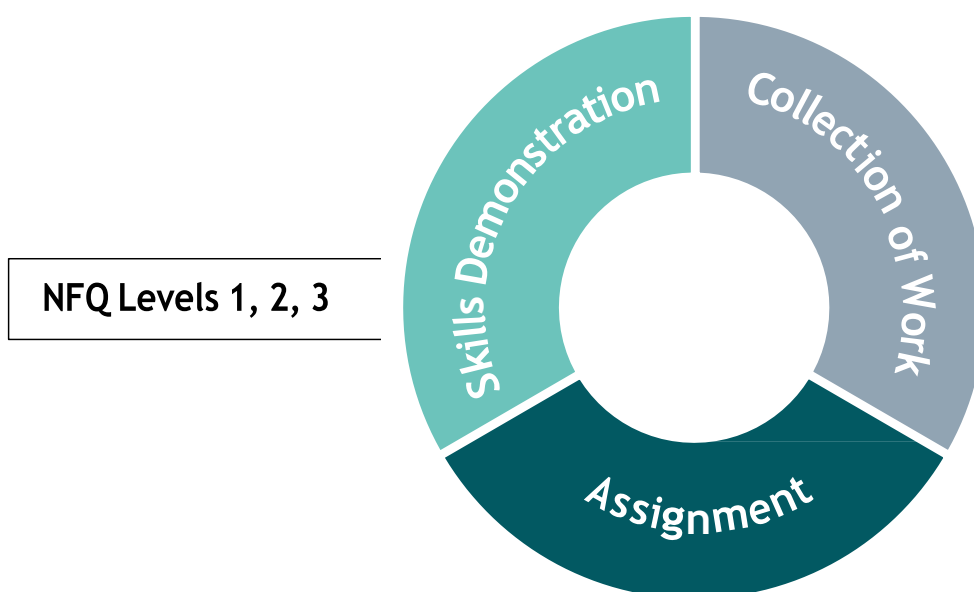 NFQ Levels 1, 2, 3
Skills Demonstration
Collection of Work
Assignment